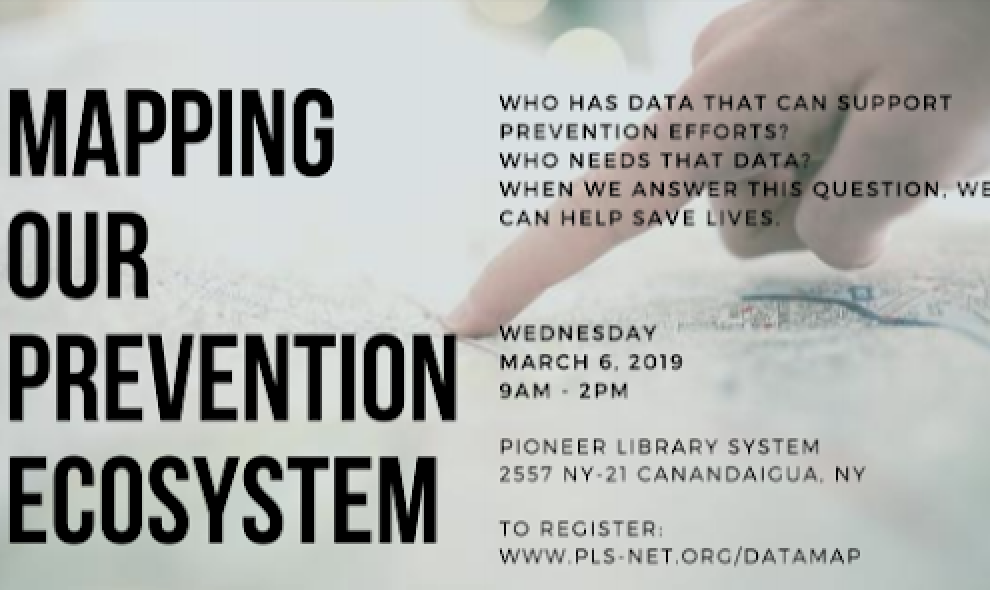 MAPPING
OUR
PREVENTION
ECOSYSTEM
WHO HAS DATA THAT CAN SUPPORT
PREVENTION EFFORTS?
WHO NEEDS THAT DATA?
WHEN WE ANSWER THIS QUESTION, WE
CAN HELP SAVE LIVES.
WEDNESDAY
MARCH 6, 2019
9AM - 2PM
PIONEER LIBRARY SYSTEM
2557 NY-21 CANANDAIGUA, NY
TO REGISTER:
WWW.PLS-NET.ORG/DATAMAP